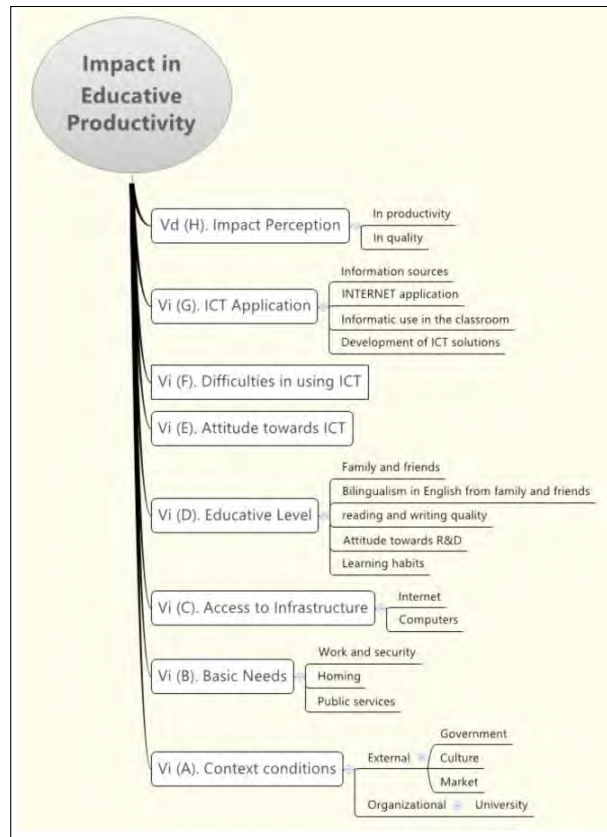 Impact in
Educative
Productivity
Vd (H). Impact Perception
In productivity
In quality
Vi (G). ICT Application
Information sources
INTERNET application
Informatic use in the classroom
Development of ICT solutions
Vi (F). Difficulties in using ICT
Vi (E). Attitude towards ICT
Vi (D). Educative Level
Family and friends
Bilingualism in English from family and friends
reading and writing quality
Attitude towards R&D
Learning habits
Vi (C). Access to Infrastructure
Internet
Computers
Vi (B). Basic Needs
Work and security
Homing
Public services
Vi (A). Context conditions
External
Government
Culture
Market
Organizational
University